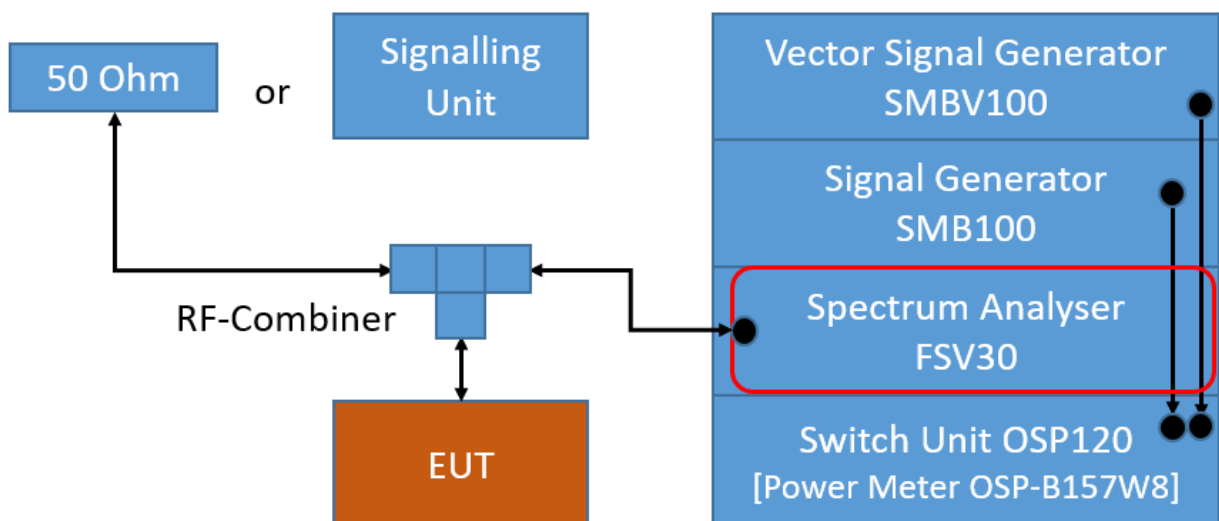 50 Ohm
or
Signalling
Unit
Vector Signal Generator
SMBV100
Signal Generator
SMB100
RF-Combiner
Spectrum Analyser
FSV30
EUT
Switch Unit OSP120
[Power Meter OSP-B157W8]